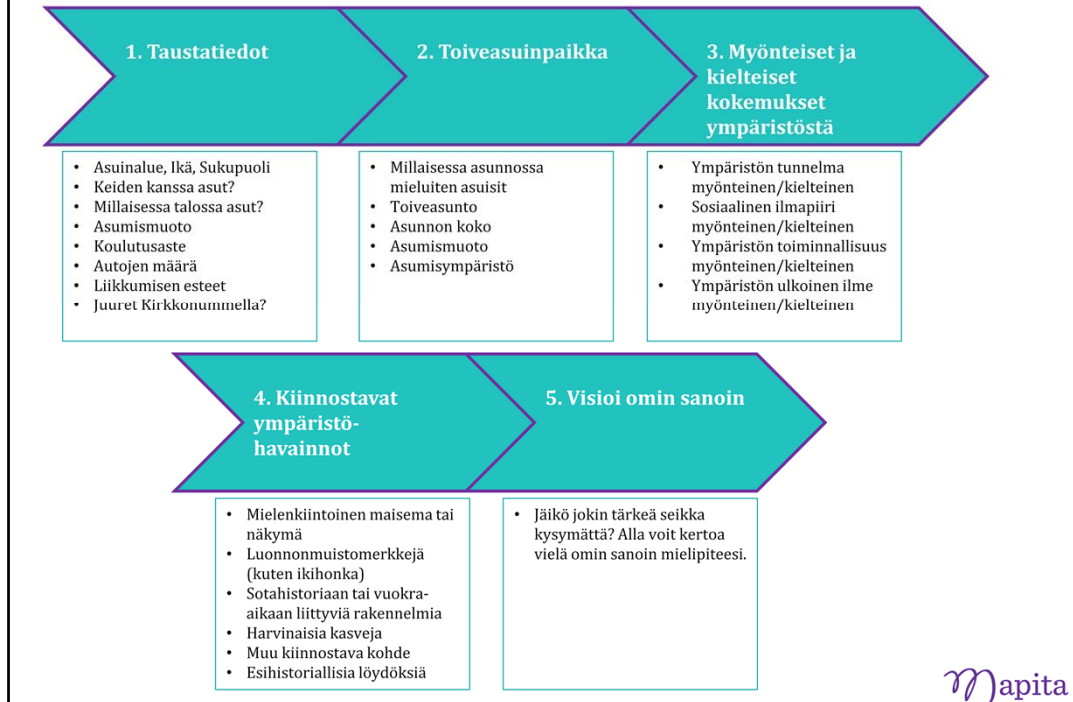 1. Taustatiedot
2. Toiveasuinpaikka
3. Myönteiset ja
kielteiset
kokemukset
ympäristöstä
• Asuinalue, Ikä, Sukupuoli
• Keiden kanssa asut?
• Millaisessa talossa asut?
• Asumismuoto
• Koulutusaste
• Autojen määrä
• Liikkumisen esteet
• Juuret Kirkkonummella?
• Millaisessa asunnossa
mieluiten asuisit
• Toiveasunto
• Asunnon koko
• Asumismuoto
• Asumisympäristö
• Ympäristön tunnelma
myönteinen/kielteinen
• Sosiaalinen ilmapiiri
myönteinen/kielteinen
• Ympäristön toiminnallisuus
myönteinen/kielteinen
• Ympäristön ulkoinen ilme
myönteinen/kielteinen
4. Kiinnostavat
ympäristö-
havainnot
5. Visioi omin sanoin
• Mielenkiintoinen maisema tai
näkymä
• Luonnonmuistomerkkejä
(kuten ikihonka)
• Sotahistoriaan tai vuokra-
aikaan liittyviä rakennelmia
• Harvinaisia kasveja
• Muu kiinnostava kohde
• Esihistoriallisia löydöksiä
• Jäikö jokin tärkeä seikka
kysymättä? Alla voit kertoa
vielä omin sanoin mielipiteesi.
Mapita